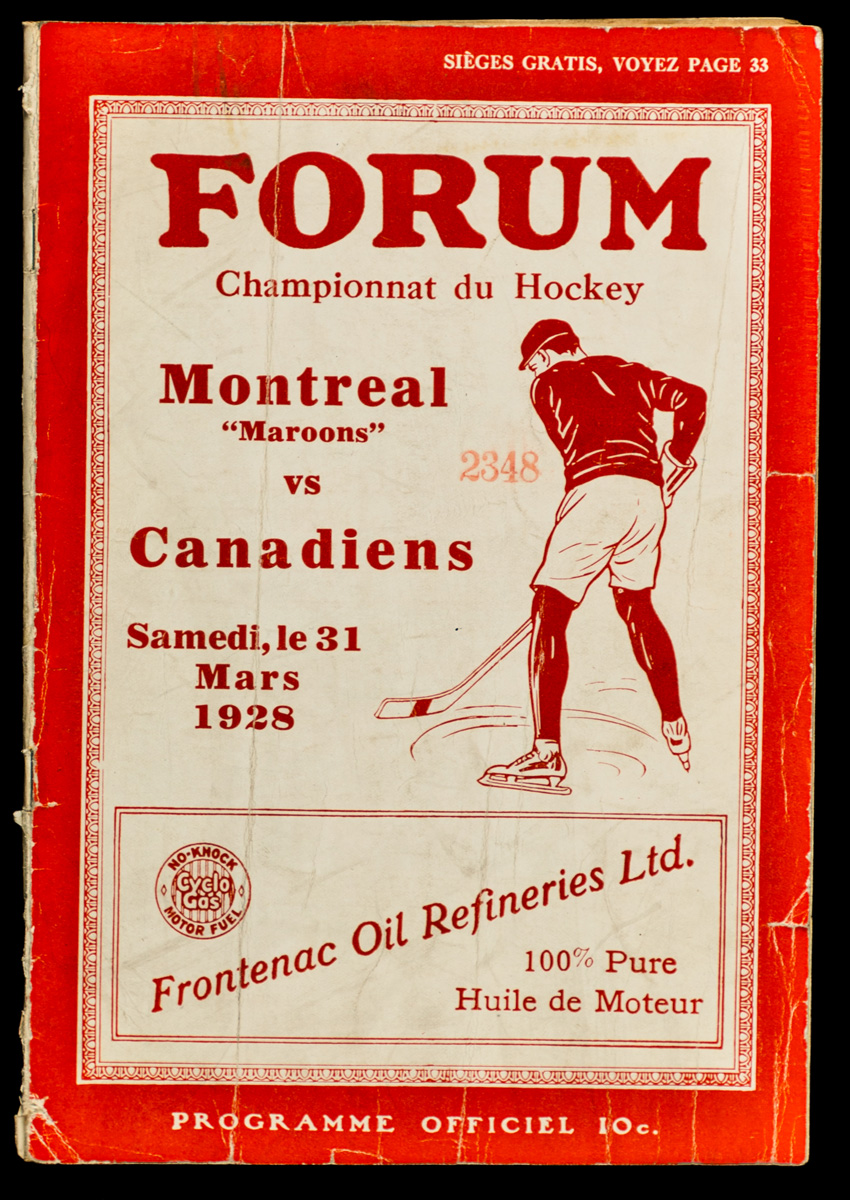 SIÈGES GRATIS, VOYEZ PAGE 33
FORUM
Championnat du Hockey
Montreal
"Maroons"
vs
Canadiens
2348
Samedi, le 31
Mars
1928
NO-KNOCK
Cyclo
Gas
MOTOR FUEL
Frontenac Oil Refineries Ltd.
100% Pure
Huile de Moteur
PROGRAMME OFFICIEL 10c.